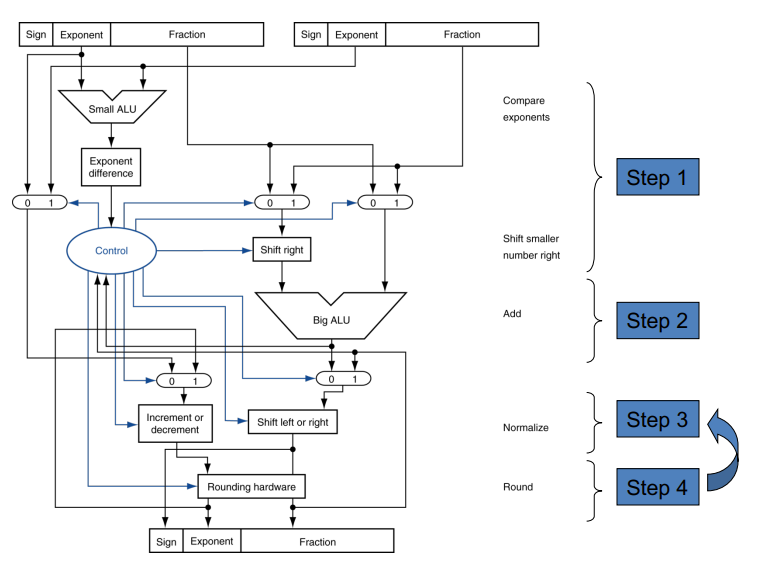 Sign Exponent Fraction Sign Exponent Fraction
Small ALU
Compare
exponents
Exponent
difference
Step 1
0 1 0 1 0 1
Control
Shift right
Shift smaller
number right
Big ALU
Add
Step 2
0 1 0 1
Increment or
decrement
Shift left or right
Normalize
Step 3
Rounding hardware
Round
Step 4
Sign Exponent Fraction